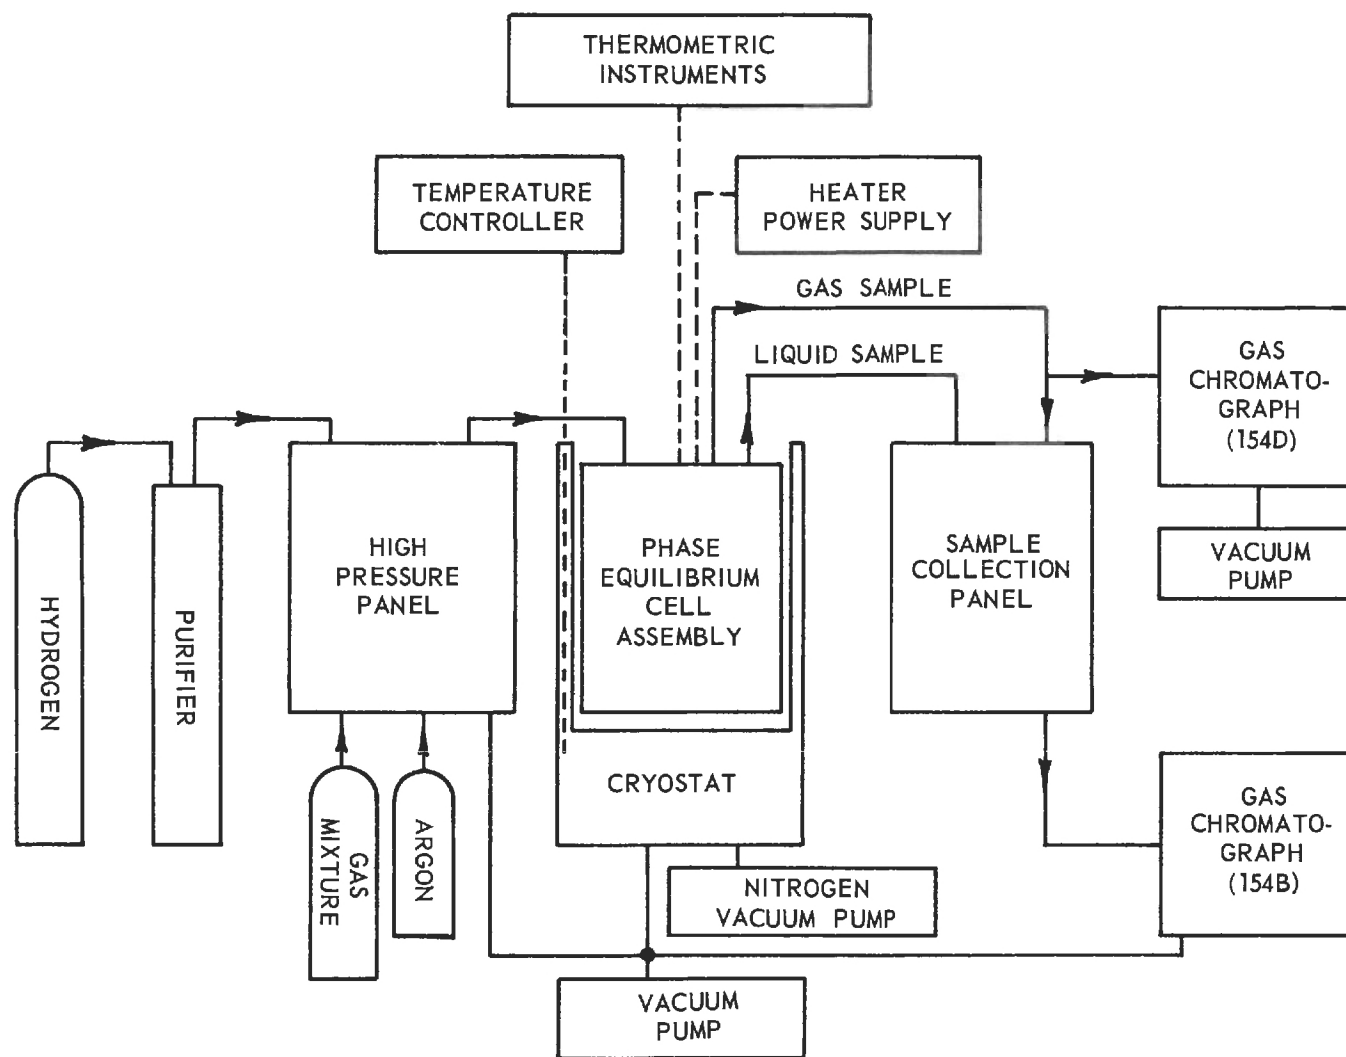 THERMOMETRIC
INSTRUMENTS
TEMPERATURE
CONTROLLER
HEATER
POWER SUPPLY
GAS SAMPLE
LIQUID SAMPLE
GAS
CHROMATO-
GRAPH
(154D)
VACUUM
PUMP
HYDROGEN
PURIFIER
HIGH
PRESSURE
PANEL
PHASE
EQUILIBRIUM
CELL
ASSEMBLY
SAMPLE
COLLECTION
PANEL
GAS
MIXTURE
ARGON
CRYOSTAT
NITROGEN
VACUUM PUMP
GAS
CHROMATO-
GRAPH
(154B)
VACUUM
PUMP